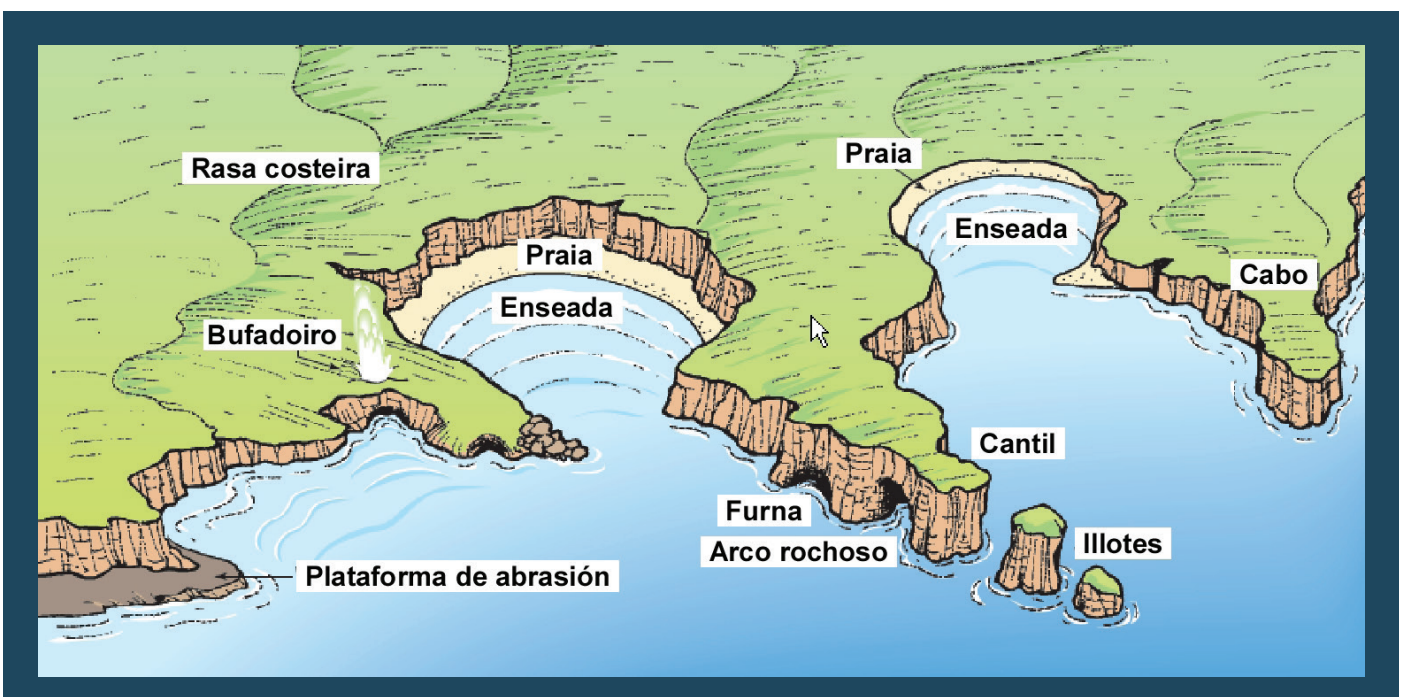 Praia
Rasa costeira
Enseada
Praia
Cabo
Enseada
Bufadoiro
Cantil
Furna
Illotes
Arco rochoso
Plataforma de abrasión